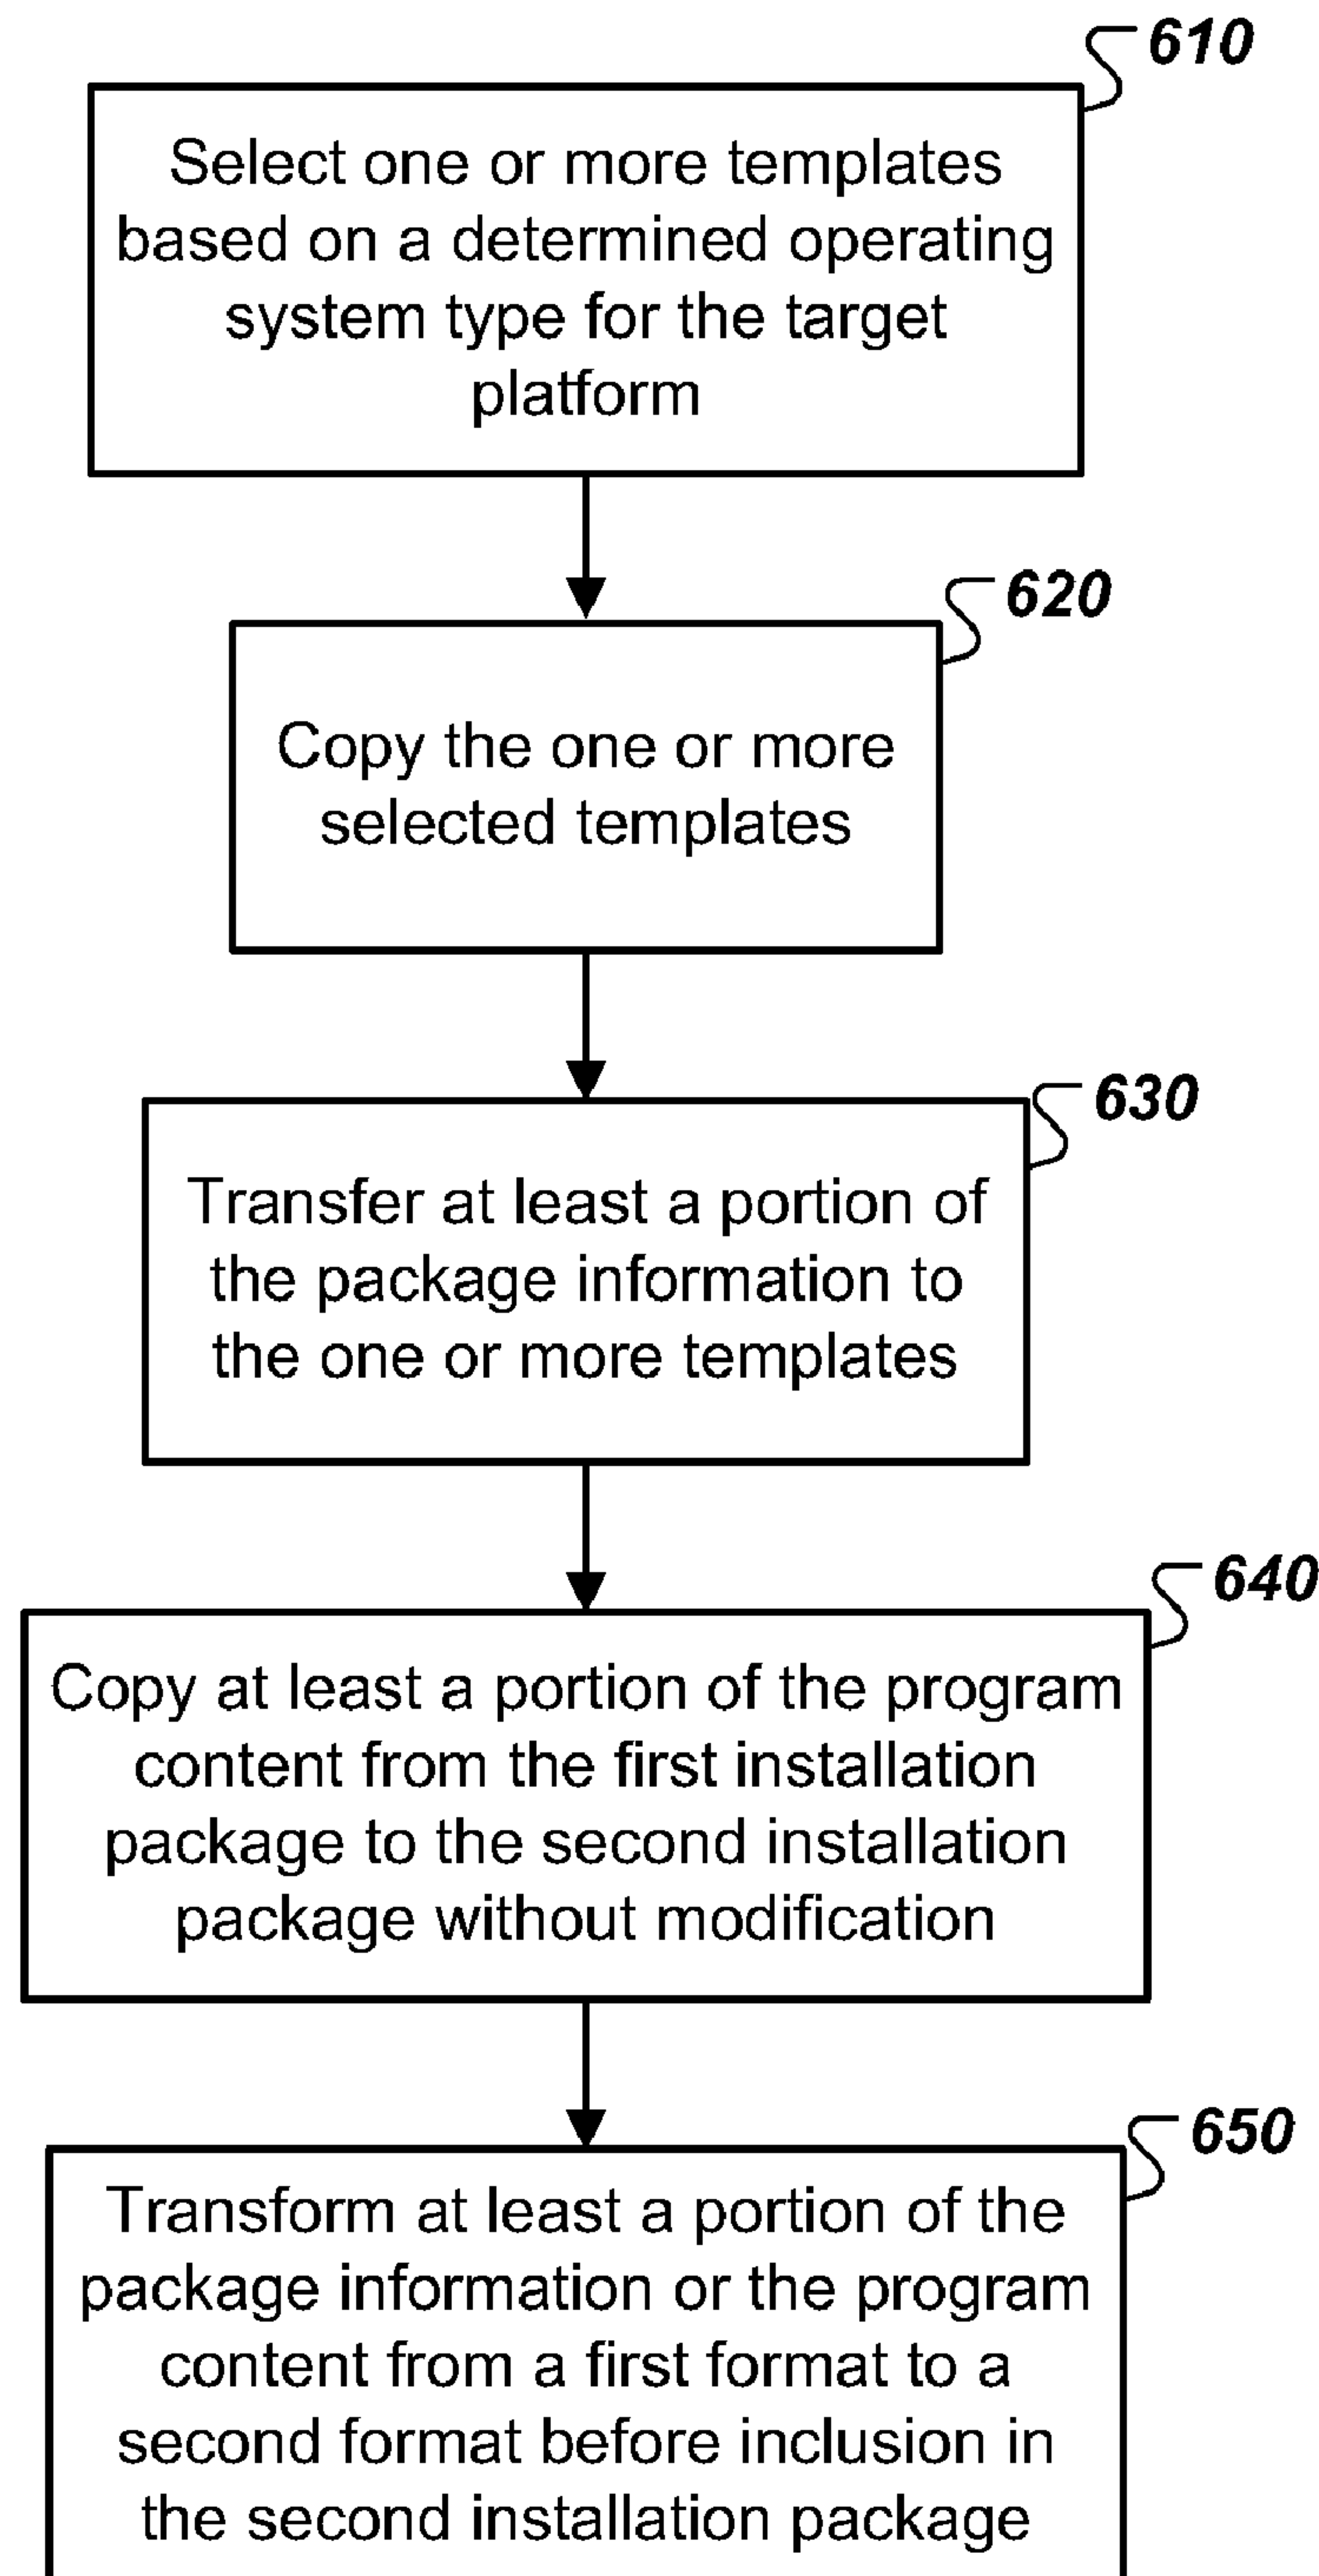 610
Select one or more templates
based on a determined operating
system type for the target
platform
620
Copy the one or more
selected templates
630
Transfer at least a portion of
the package information to
the one or more templates
640
Copy at least a portion of the program
content from the first installation
package to the second installation
package without modification
650
Transform at least a portion of the
package information or the program
content from a first format to a
second format before inclusion in
the second installation package